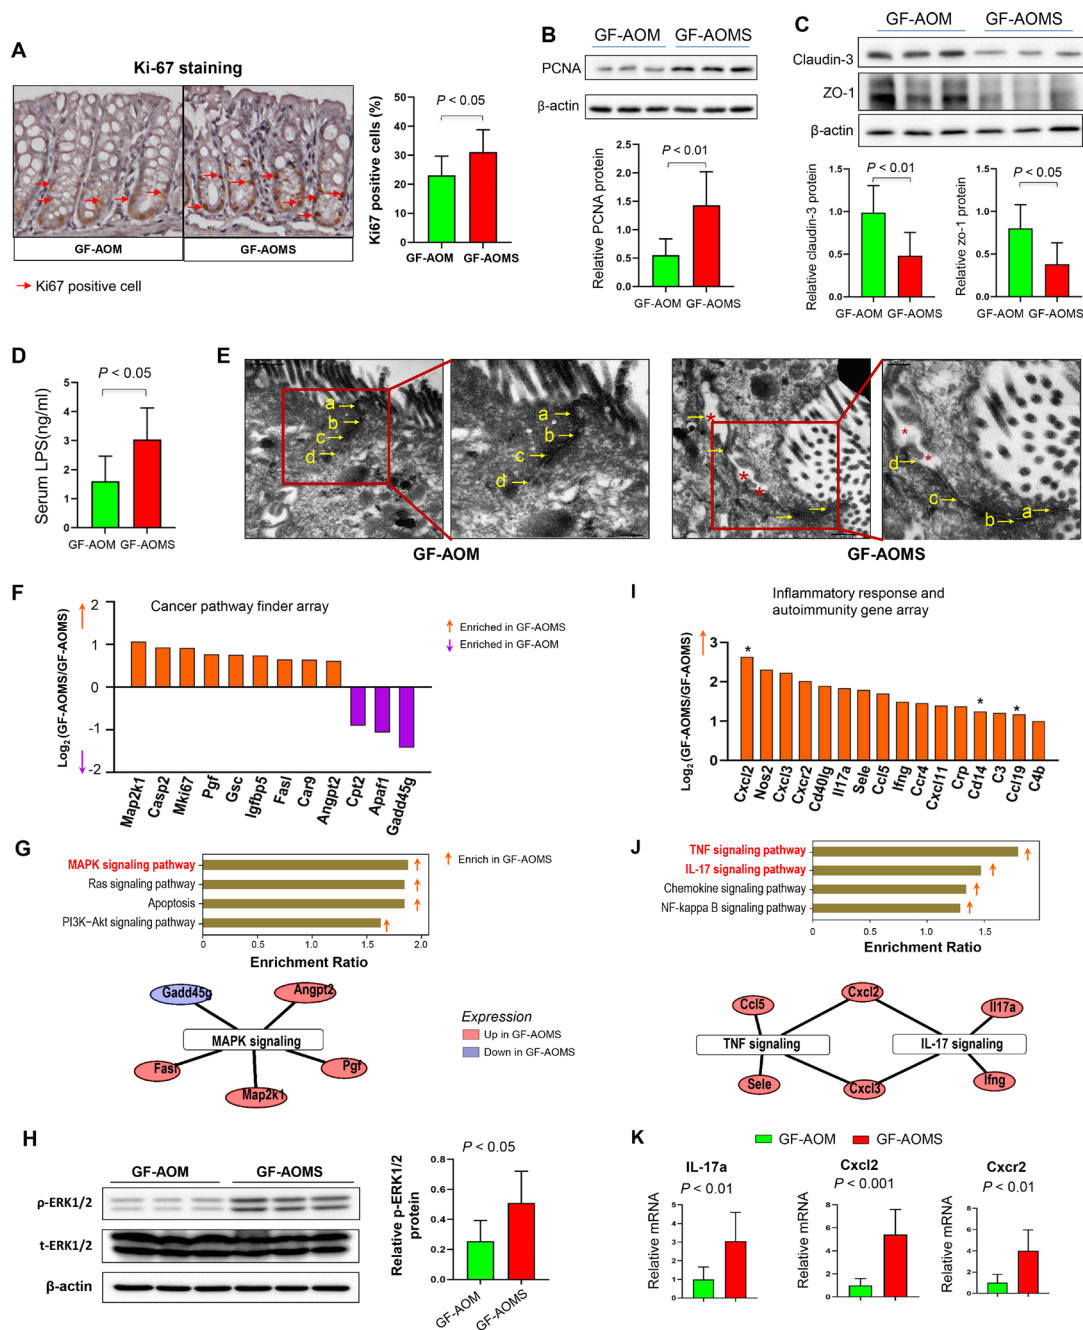 A
Ki-67 staining
GF-AOM
GF-AOMS
Ki67 positive cell
Ki67 positive cells (%)
50
40
30
20
10
0
P < 0.05
GF-AOM GF-AOMS
B
GF-AOM GF-AOMS
PCNA
β-actin
P < 0.01
Relative PCNA protein
2.5
2.0
1.5
1.0
0.5
0.0
GF-AOM GF-AOMS
C
GF-AOM GF-AOMS
Claudin-3
ZO-1
β-actin
P < 0.01
Relative claudin-3 protein
1.5
1.0
0.5
0.0
GF-AOM GF-AOMS
P < 0.05
Relative zo-1 protein
1.5
1.0
0.5
0.0
GF-AOM GF-AOMS
D
P < 0.05
Serum LPS(ng/ml)
5
4
3
2
1
0
GF-AOM GF-AOMS
E
a
b
c
d
a
b
c
d
GF-AOM
*
*
*
*
*
d
c
b
a
GF-AOMS
F
Cancer pathway finder array
Enriched in GF-AOMS
Enriched in GF-AOM
Log2 (GF-AOMS/GF-AOMS)
2
1
0
-1
-2
Map2k1
Casp2
Mki67
Pgf
Gsc
Igfbp5
Fasl
Car9
Angpt2
Cpt2
Apaf1
Gadd45g
I
Inflammatory response and
autoimmunity gene array
Log2 (GF-AOMS/GF-AOMS)
3
2
1
0
*
*
*
Cxcl2
Nos2
Cxcl3
Cxcr2
Cd40lg
Il17a
Sele
Ccl5
Ifng
Ccr4
Cxcl11
Crp
Cd14
C3
Ccl19
C4b
G
MAPK signaling pathway
Ras signaling pathway
Apoptosis
PI3K−Akt signaling pathway
0 0.5 1.0 1.5 2.0
Enrichment Ratio
Enrich in GF-AOMS
Gadd45g
Angpt2
MAPK signaling
Fasl
Map2k1
Pgf
Expression
Up in GF-AOMS
Down in GF-AOMS
J
TNF signaling pathway
IL-17 signaling pathway
Chemokine signaling pathway
NF-kappa B signaling pathway
0 0.5 1.0 1.5
Enrichment Ratio
Ccl5
Cxcl2
Il17a
TNF signaling
IL-17 signaling
Sele
Cxcl3
Ifng
H
GF-AOM GF-AOMS
ρ-ERK1/2
t-ERK1/2
β-actin
P < 0.05
Relative p-ERK1/2
protein
0.8
0.6
0.4
0.2
0.0
GF-AOM
GF-AOMS
K
GF-AOM GF-AOMS
IL-17a
P < 0.01
Relative mRNA
5
4
3
2
1
0
Cxcl2
P < 0.001
Relative mRNA
8
6
4
2
0
Cxcr2
P < 0.01
Relative mRNA
8
6
4
2
0